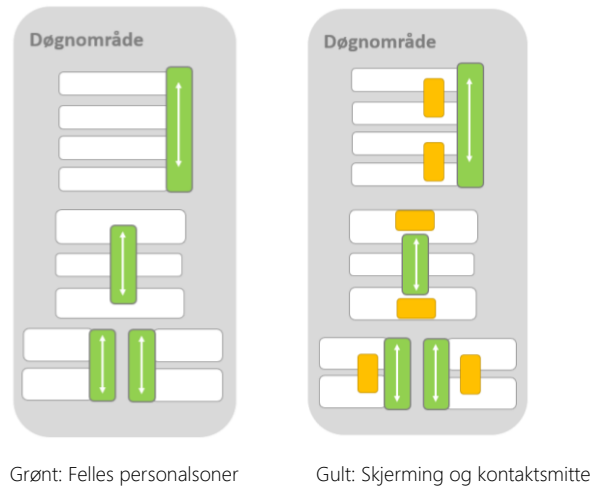 Døgnområde
Døgnområde
Grønt: Felles personalsoner
Gult: Skjerming og kontaktsmitte